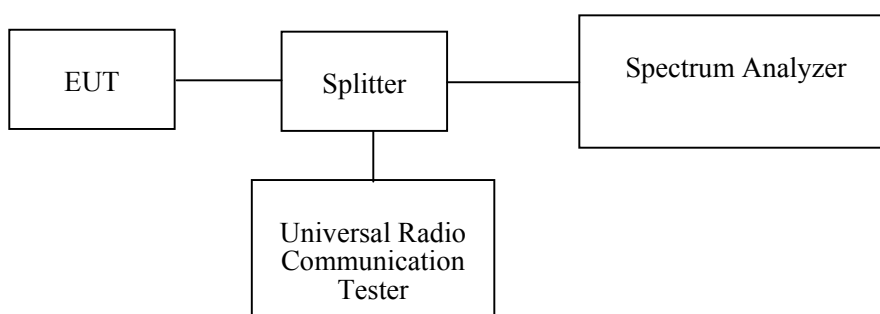 EUT
Splitter
Spectrum Analyzer
Universal Radio
Communication
Tester